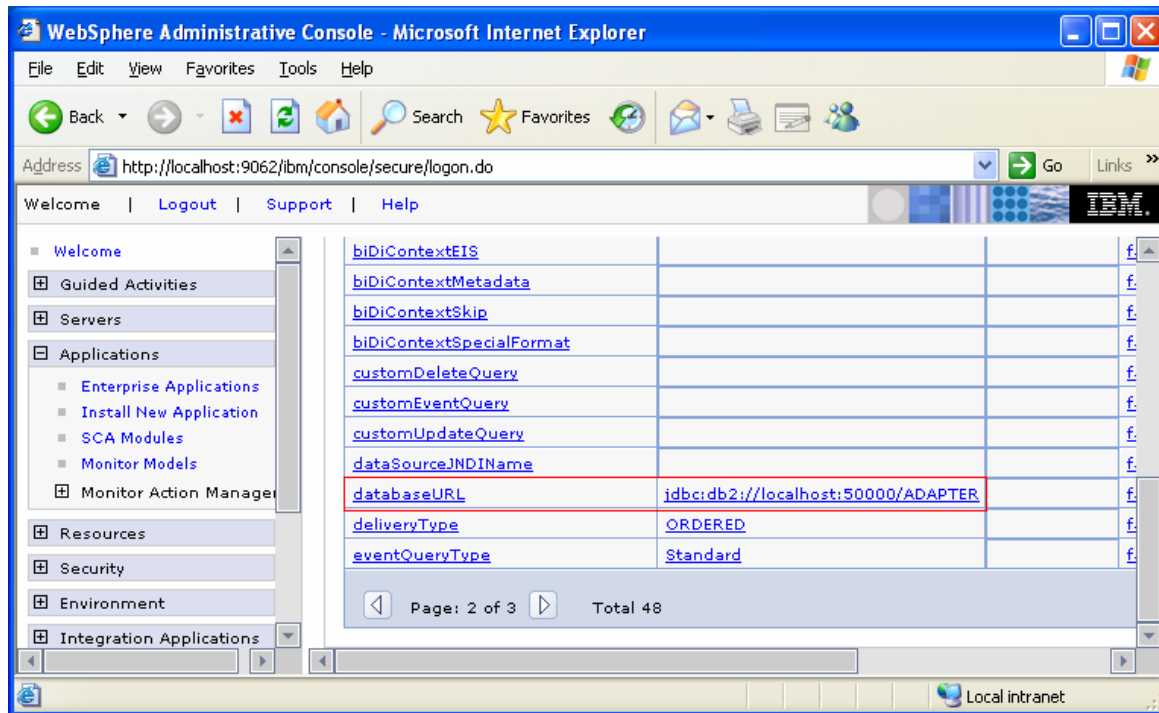 WebSphere Administrative Console - Microsoft Internet Explorer
File Edit View Favorites Tools Help
Back Search Favorites
Address http://localhost:9062/ibm/console/secure/logon.do Go Links »
Welcome | Logout | Support | Help IBM.
Welcome
Guided Activities
Servers
Applications
Enterprise Applications
Install New Application
SCA Modules
Monitor Models
Monitor Action Manager
Resources
Security
Environment
Integration Applications
biDiContextEIS
biDiContextMetadata
biDiContextSkip
biDiContextSpecialFormat
customDeleteQuery
customEventQuery
customUpdateQuery
dataSourceJNDIName
databaseURL jdbc:db2://localhost:50000/ADAPTER
deliveryType ORDERED
eventQueryType Standard
Page: 2 of 3 Total 48
Local intranet